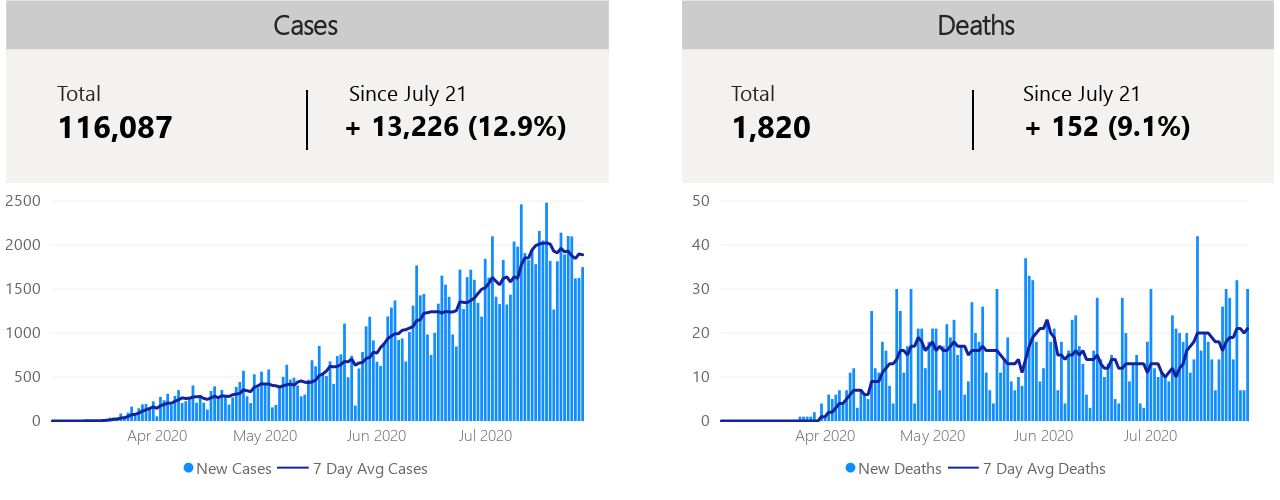 Cases
Total
116,087
Since July 21
+ 13,226 (12.9%)
2500
2000
1500
1000
500
0
Apr 2020 May 2020 Jun 2020 Jul 2020
New Cases 7 Day Avg Cases
Deaths
Total
1,820
Since July 21
+ 152 (9.1%)
50
40
30
20
10
0
Apr 2020 May 2020 Jun 2020 Jul 2020
New Deaths 7 Day Avg Deaths